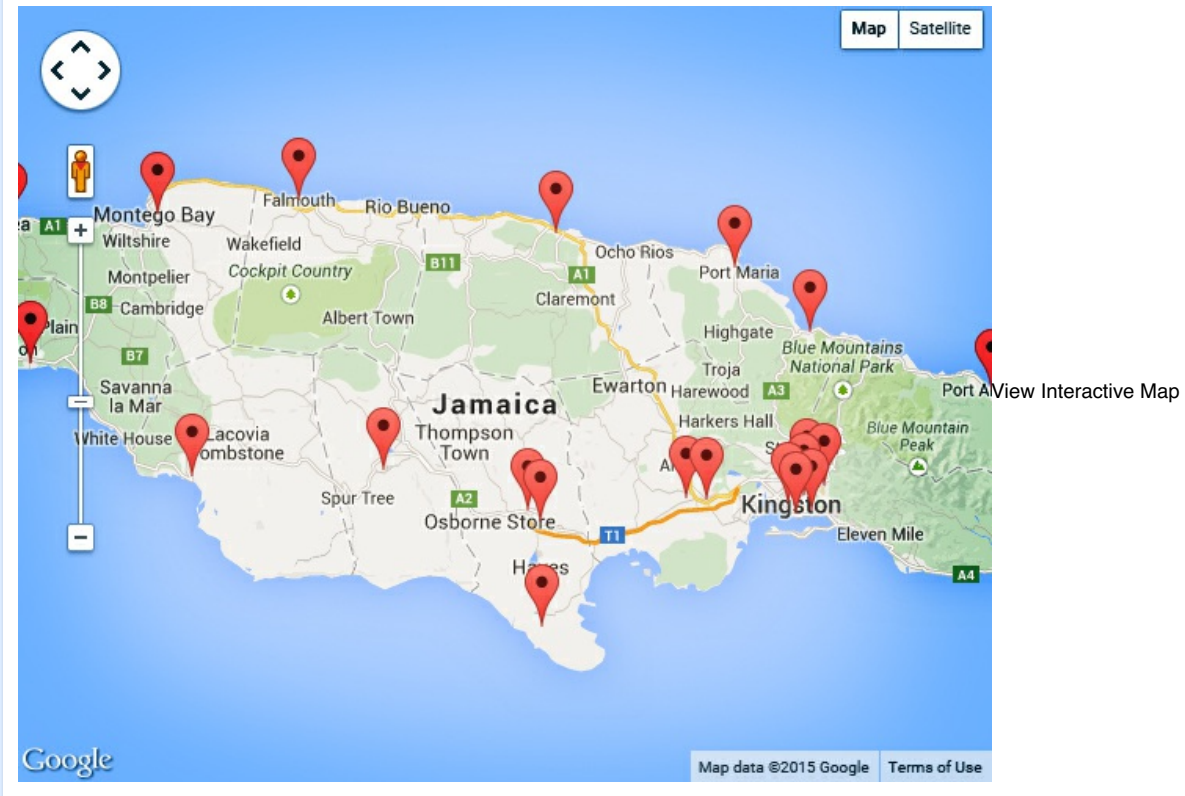 Map
Satellite
Montego Bay
Falmouth
Rio Bueno
A1
Wiltshire
Wakefield
Ocho Rios
Cockpit Country
B11
A1
Port Maria
Montpelier
B8
Cambridge
Claremont
Albert Town
Plain
Highgate
Blue Mountains
National Park
B7
Troja
Savanna
la Mar
Ewarton
Harewood
A3
Port A
View Interactive Map
Jamaica
Harkers Hall
White House
Lacovia
Tombstone
Thompson
Town
Blue Mountain
Peak
Spur Tree
A2
Kingston
Osborne Store
T1
Eleven Mile
Hayes
A4
Google
Map data ©2015 Google
Terms of Use